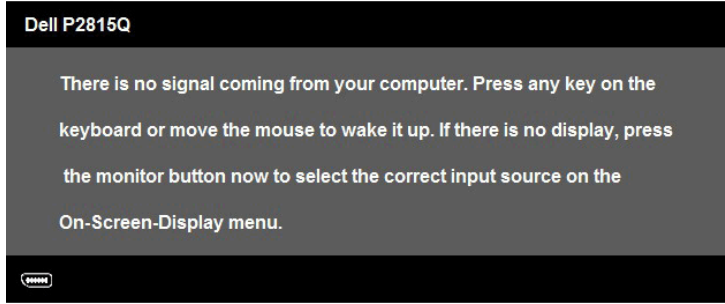 Dell P2815Q
There is no signal coming from your computer. Press any key on the
keyboard or move the mouse to wake it up. If there is no display, press
the monitor button now to select the correct input source on the
On-Screen-Display menu.